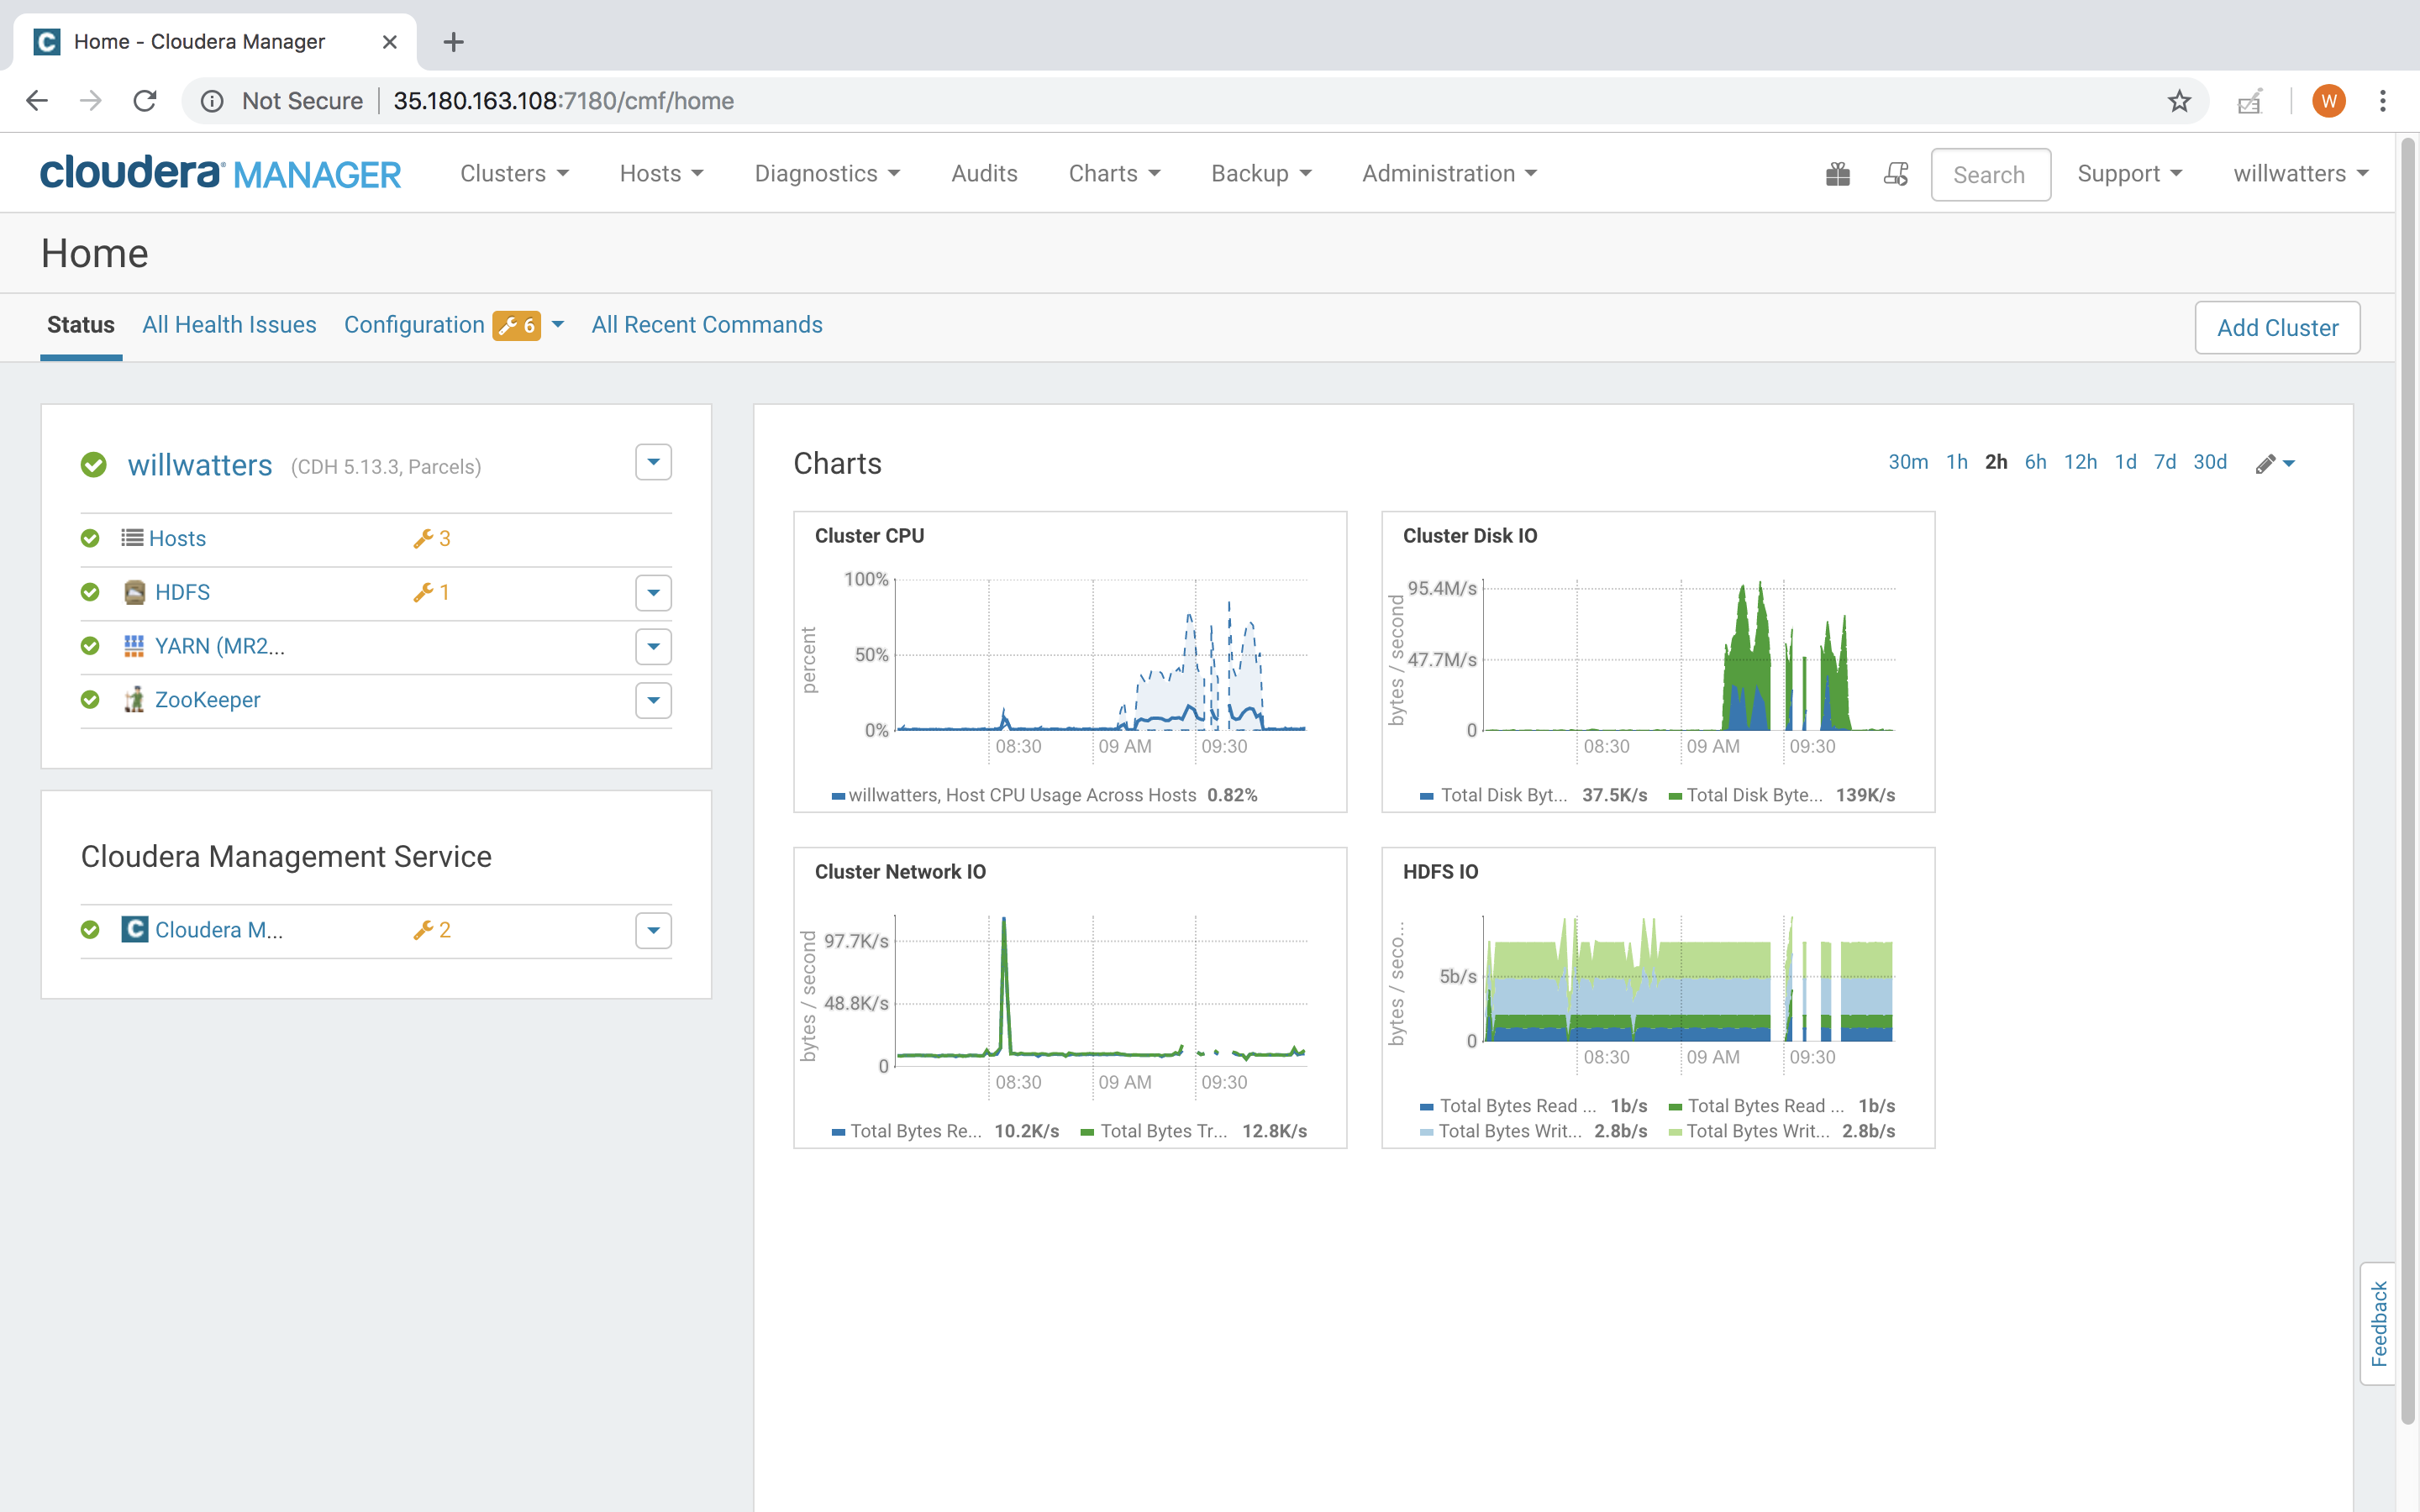 Home - Cloudera Manager
Not Secure 35.180.163.108:7180/cmf/home
W
cloudera MANAGER Clusters Hosts Diagnostics Audits Charts Backup Administration Search Support willwatters
Home
Status All Health Issues Configuration 6 All Recent Commands Add Cluster
willwatters (CDH 5.13.3, Parcels)
Hosts 3
HDFS 1
YARN (MR2...
ZooKeeper
Cloudera Management Service
Cloudera M... 2
Charts 30m 1h 2h 6h 12h 1d 7d 30d
Cluster CPU
percent
100%
50%
0%
08:30 09 AM 09:30
willwatters, Host CPU Usage Across Hosts 0.82%
Cluster Disk IO
bytes / second
95.4M/s
47.7M/s
0
08:30 09 AM 09:30
Total Disk Byt... 37.5K/s Total Disk Byte... 139K/s
Cluster Network IO
bytes / second
97.7K/s
48.8K/s
0
08:30 09 AM 09:30
Total Bytes Re... 10.2K/s Total Bytes Tr... 12.8K/s
HDFS IO
bytes / seco...
5b/s
0
08:30 09 AM 09:30
Total Bytes Read ... 1b/s Total Bytes Read ... 1b/s
Total Bytes Writ... 2.8b/s Total Bytes Writ... 2.8b/s
Feedback